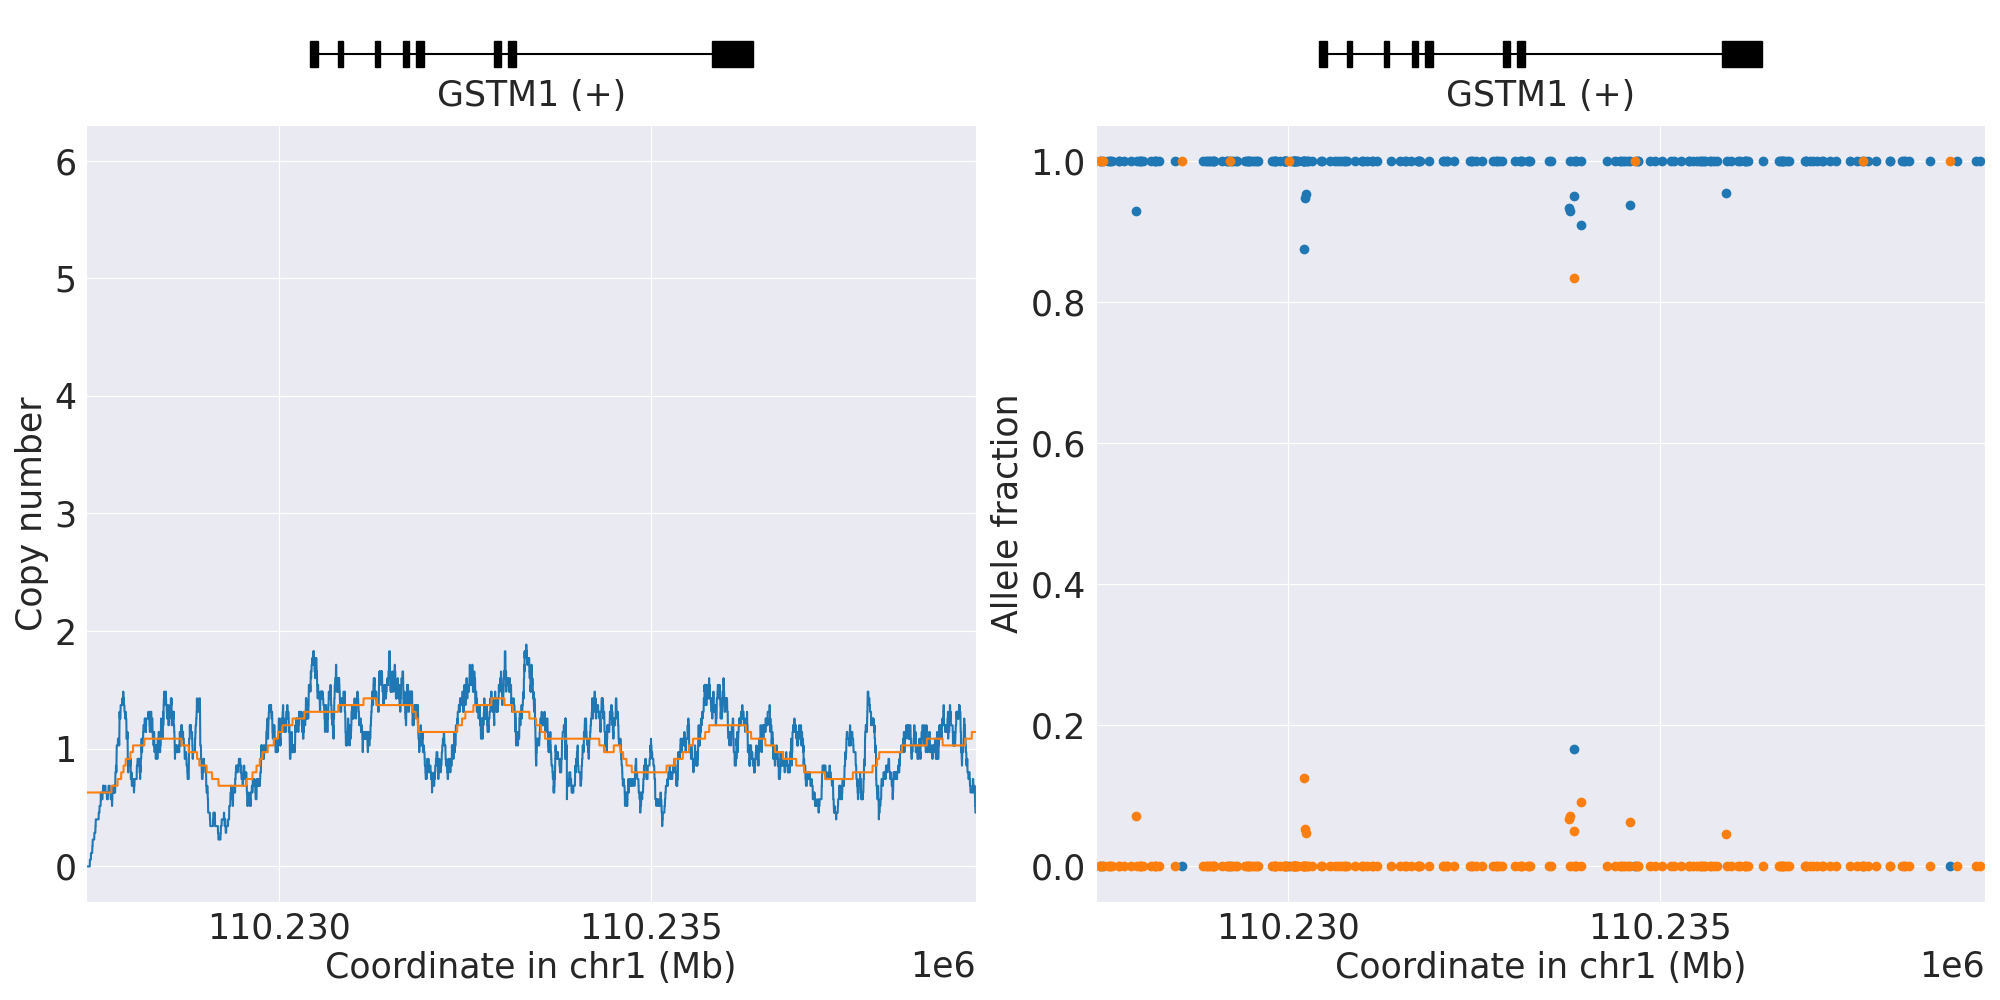 GSTM1 (+)
6
5
4
3
2
1
0
Copy number
110.230
110.235
Coordinate in chr1 (Mb)
1e6
GSTM1 (+)
1.0
0.8
0.6
0.4
0.2
0.0
Allele fraction
110.230
110.235
Coordinate in chr1 (Mb)
1e6